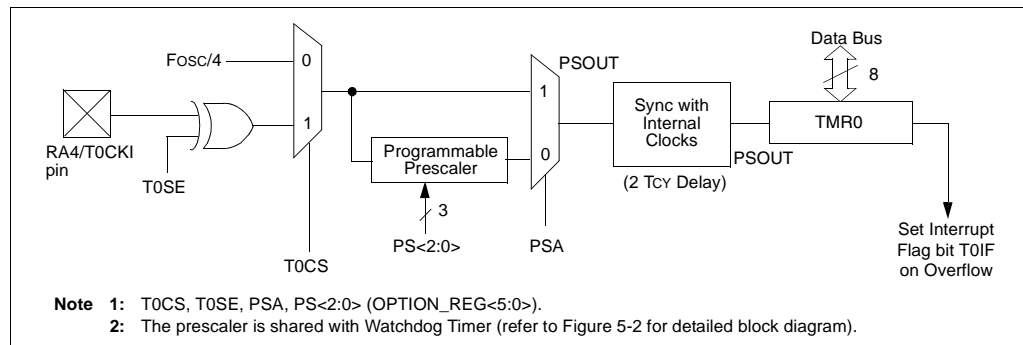 Data Bus
FOSC/4
0
PSOUT
8
1
Sync with
Internal
Clocks
TMR0
1
RA4/T0CKI
pin
Programmable
Prescaler
0
PSOUT
T0SE
(2 TCY Delay)
3
PS<2:0>
PSA
T0CS
Set Interrupt
Flag bit T0IF
on Overflow
Note 1: T0CS, T0SE, PSA, PS<2:0> (OPTION_REG<5:0>).
2: The prescaler is shared with Watchdog Timer (refer to Figure 5-2 for detailed block diagram).